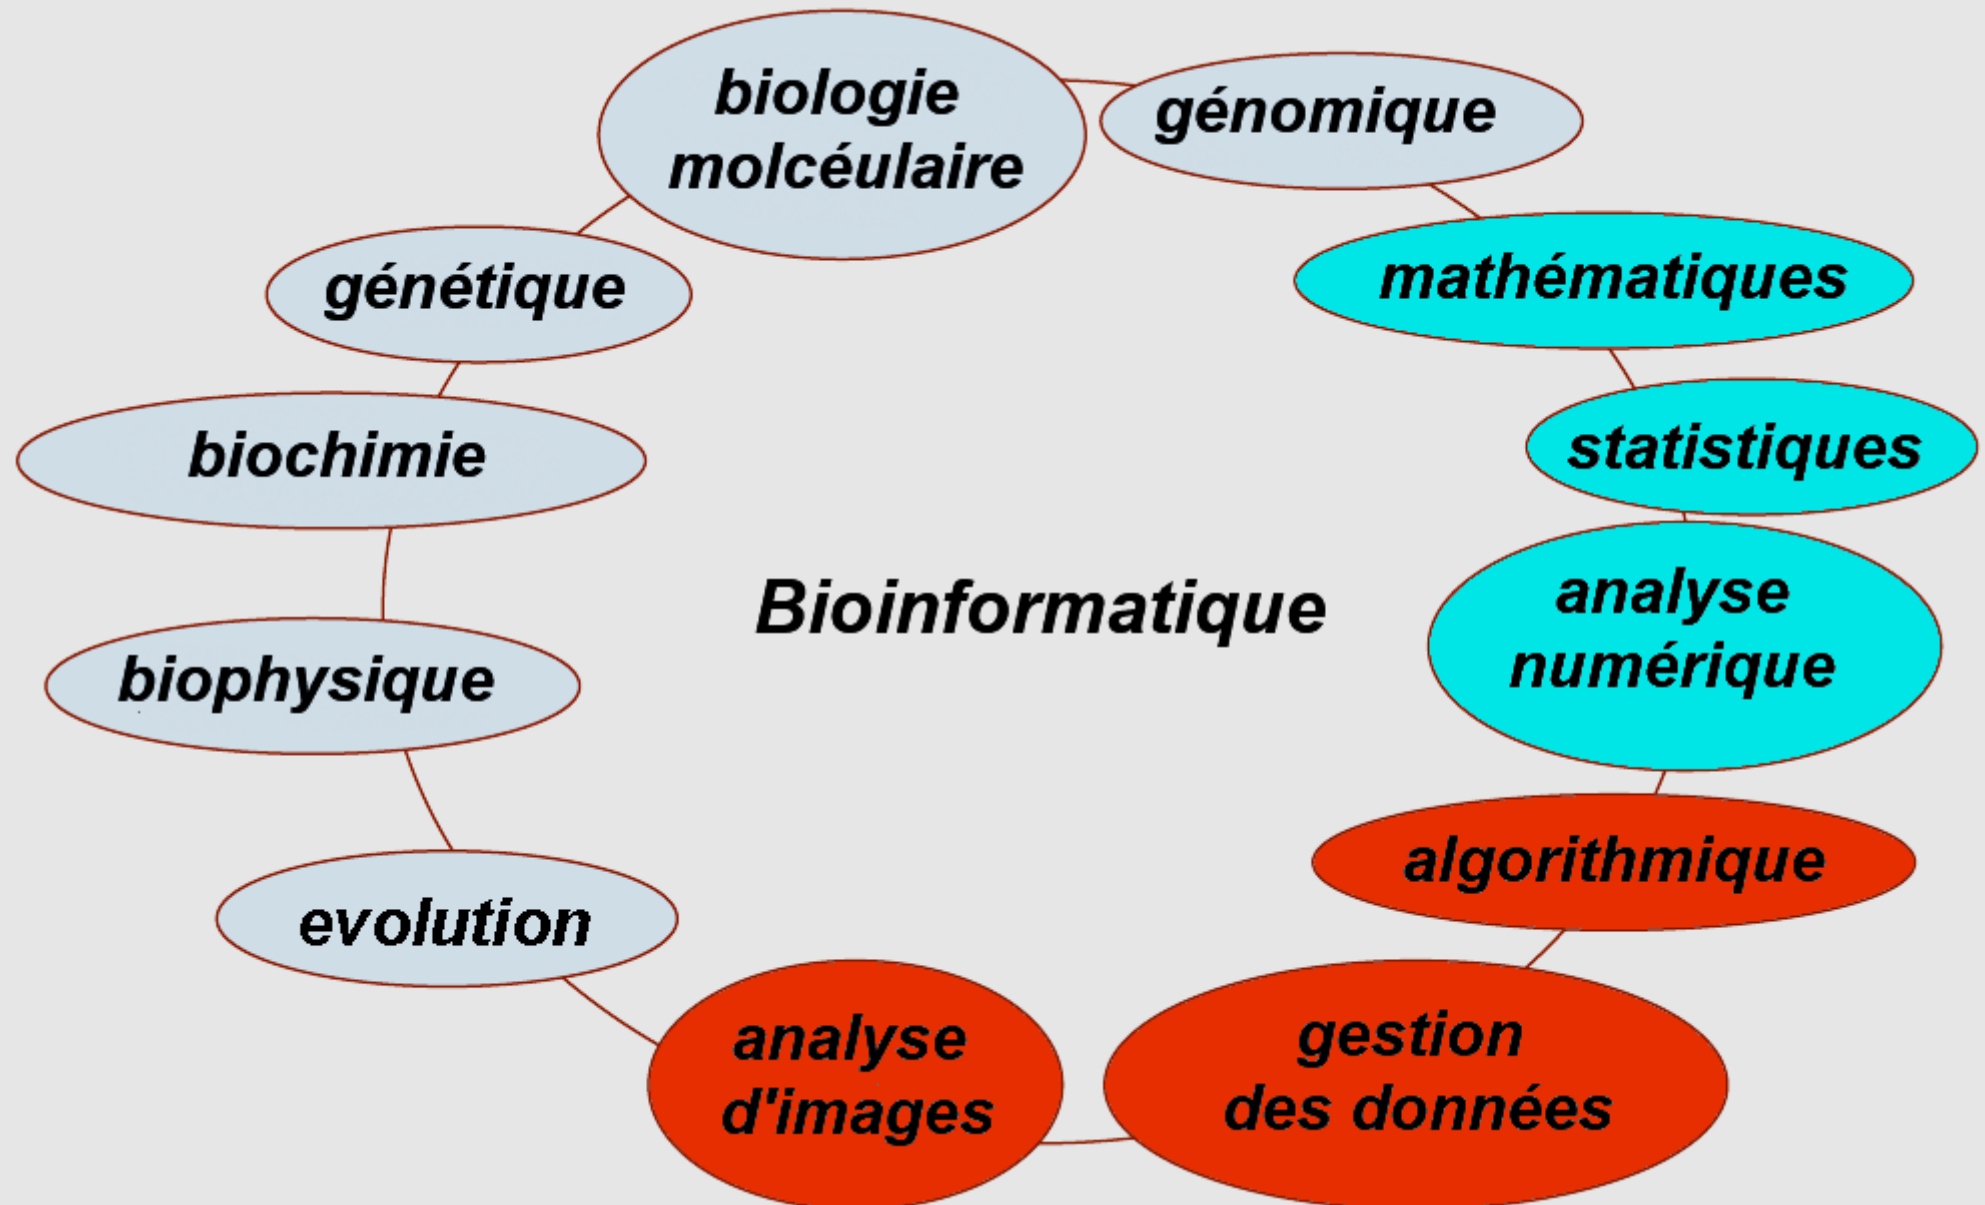 biologie
molcéulaire
génomique
mathématiques
statistiques
analyse
numérique
algorithmique
gestion
des données
analyse
d'images
evolution
biophysique
biochimie
génétique
Bioinformatique